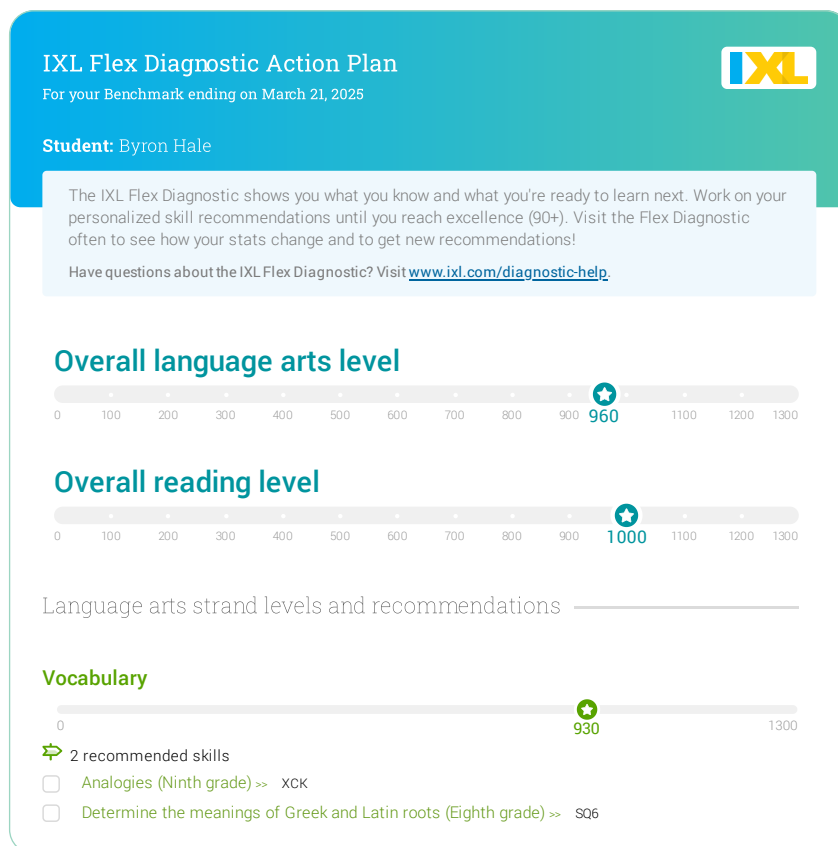 IXL Flex Diagnostic Action Plan
IXL
For your Benchmark ending on March 21, 2025
Student: Byron Hale
The IXL Flex Diagnostic shows you what you know and what you're ready to learn next. Work on your
personalized skill recommendations until you reach excellence (90+). Visit the Flex Diagnostic
often to see how your stats change and to get new recommendations!
Have questions about the IXL Flex Diagnostic? Visit www.ixl.com/diagnostic-help.
Overall language arts level
0 100 200 300 400 500 600 700 800 900 960 1100 1200 1300
Overall reading level
0 100 200 300 400 500 600 700 800 900 1000 1100 1200 1300
Language arts strand levels and recommendations
Vocabulary
0 930 1300
2 recommended skills
Analogies (Ninth grade) >> XCK
Determine the meanings of Greek and Latin roots (Eighth grade) >> SQ6